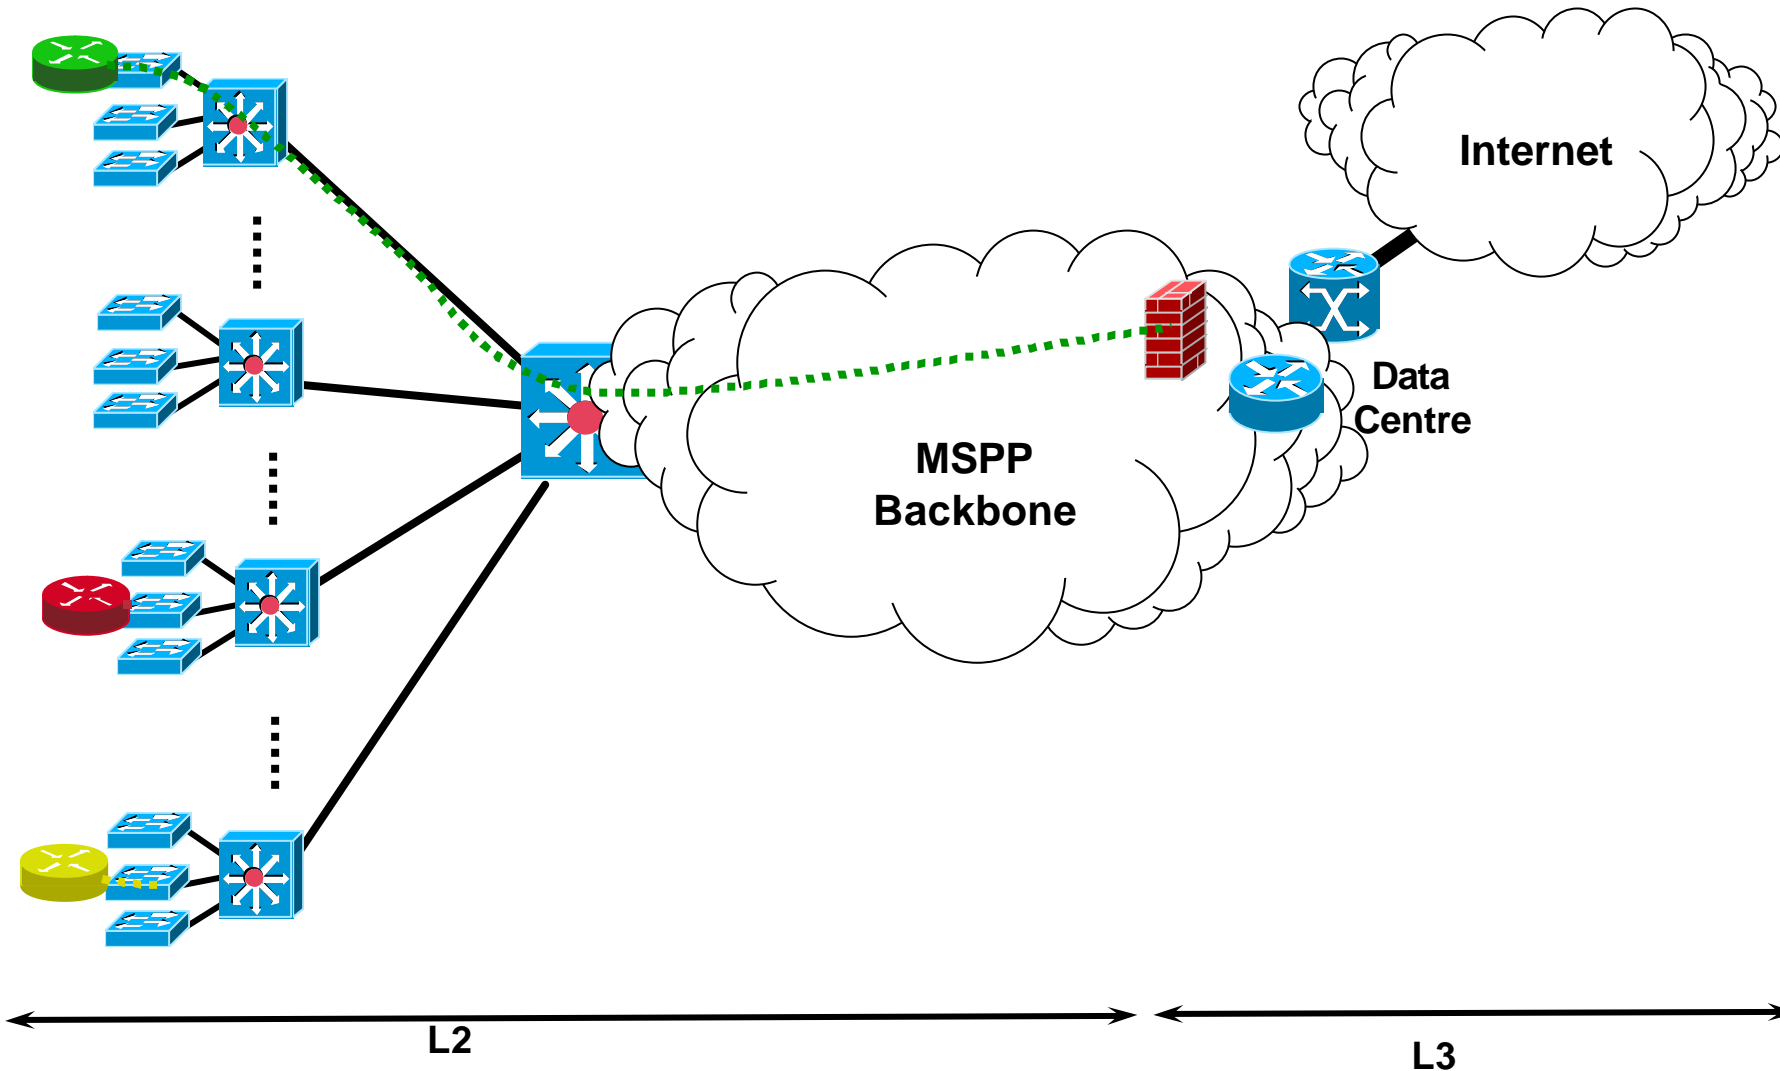 Internet
Data
Centre
MSPP
Backbone
L2
L3